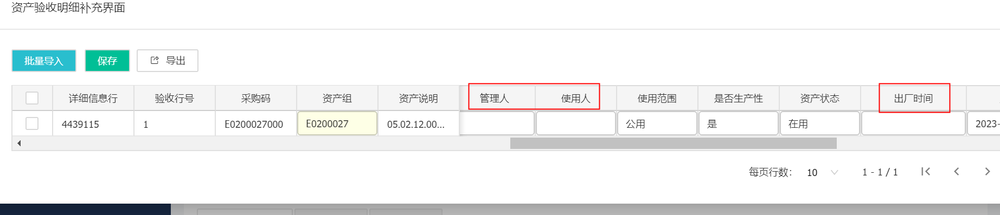 资产验收明细补充界面
批量导入 保存 导出
详细信息行 验收行号 采购码 资产组 资产说明 管理人 使用人 使用范围 是否生产性 资产状态 出厂时间
4439115 1 E0200027000 E0200027 05.02.12.00... 公用 是 在用 2023-
每页行数： 10 1 - 1 / 1